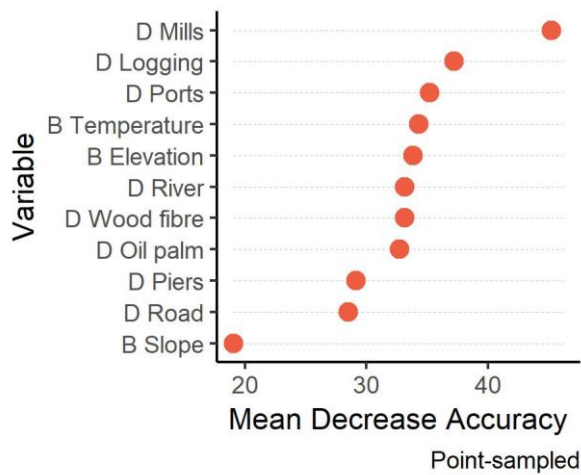 D Mills
D Logging
D Ports
B Temperature
B Elevation
D River
D Wood fibre
D Oil palm
D Piers
D Road
B Slope
Variable
20 30 40
Mean Decrease Accuracy
Point-sampled